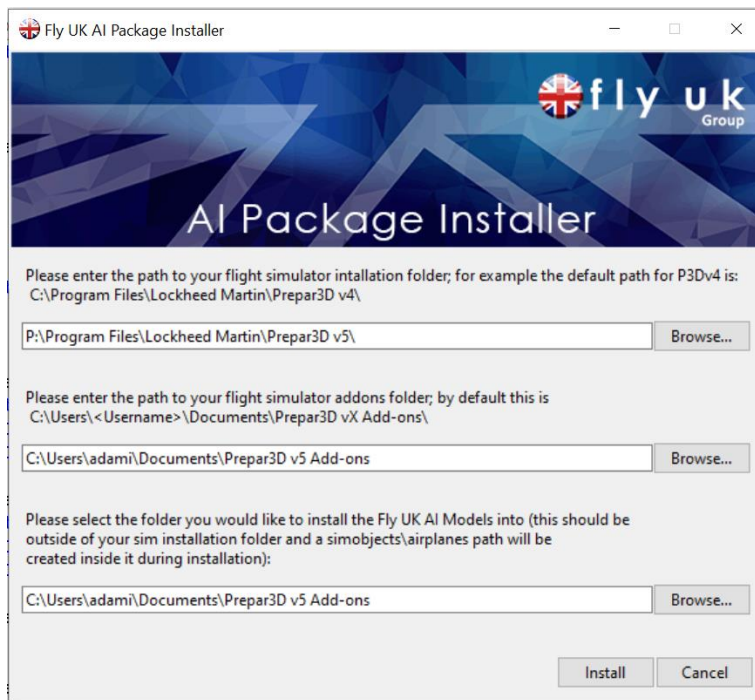 Fly UK AI Package Installer
fly uk
Group
AI Package Installer
Please enter the path to your flight simulator intallation folder; for example the default path for P3Dv4 is:
C:\Program Files\Lockheed Martin\Prepar3D v4\
P:\Program Files\Lockheed Martin\Prepar3D v5\
Browse...
Please enter the path to your flight simulator addons folder; by default this is
C:\Users\<Username>\Documents\Prepar3D vX Add-ons\
C:\Users\adami\Documents\Prepar3D v5 Add-ons
Browse...
Please select the folder you would like to install the Fly UK AI Models into (this should be
outside of your sim installation folder and a simobjects\airplanes path will be
created inside it during installation):
C:\Users\adami\Documents\Prepar3D v5 Add-ons
Browse...
Install
Cancel